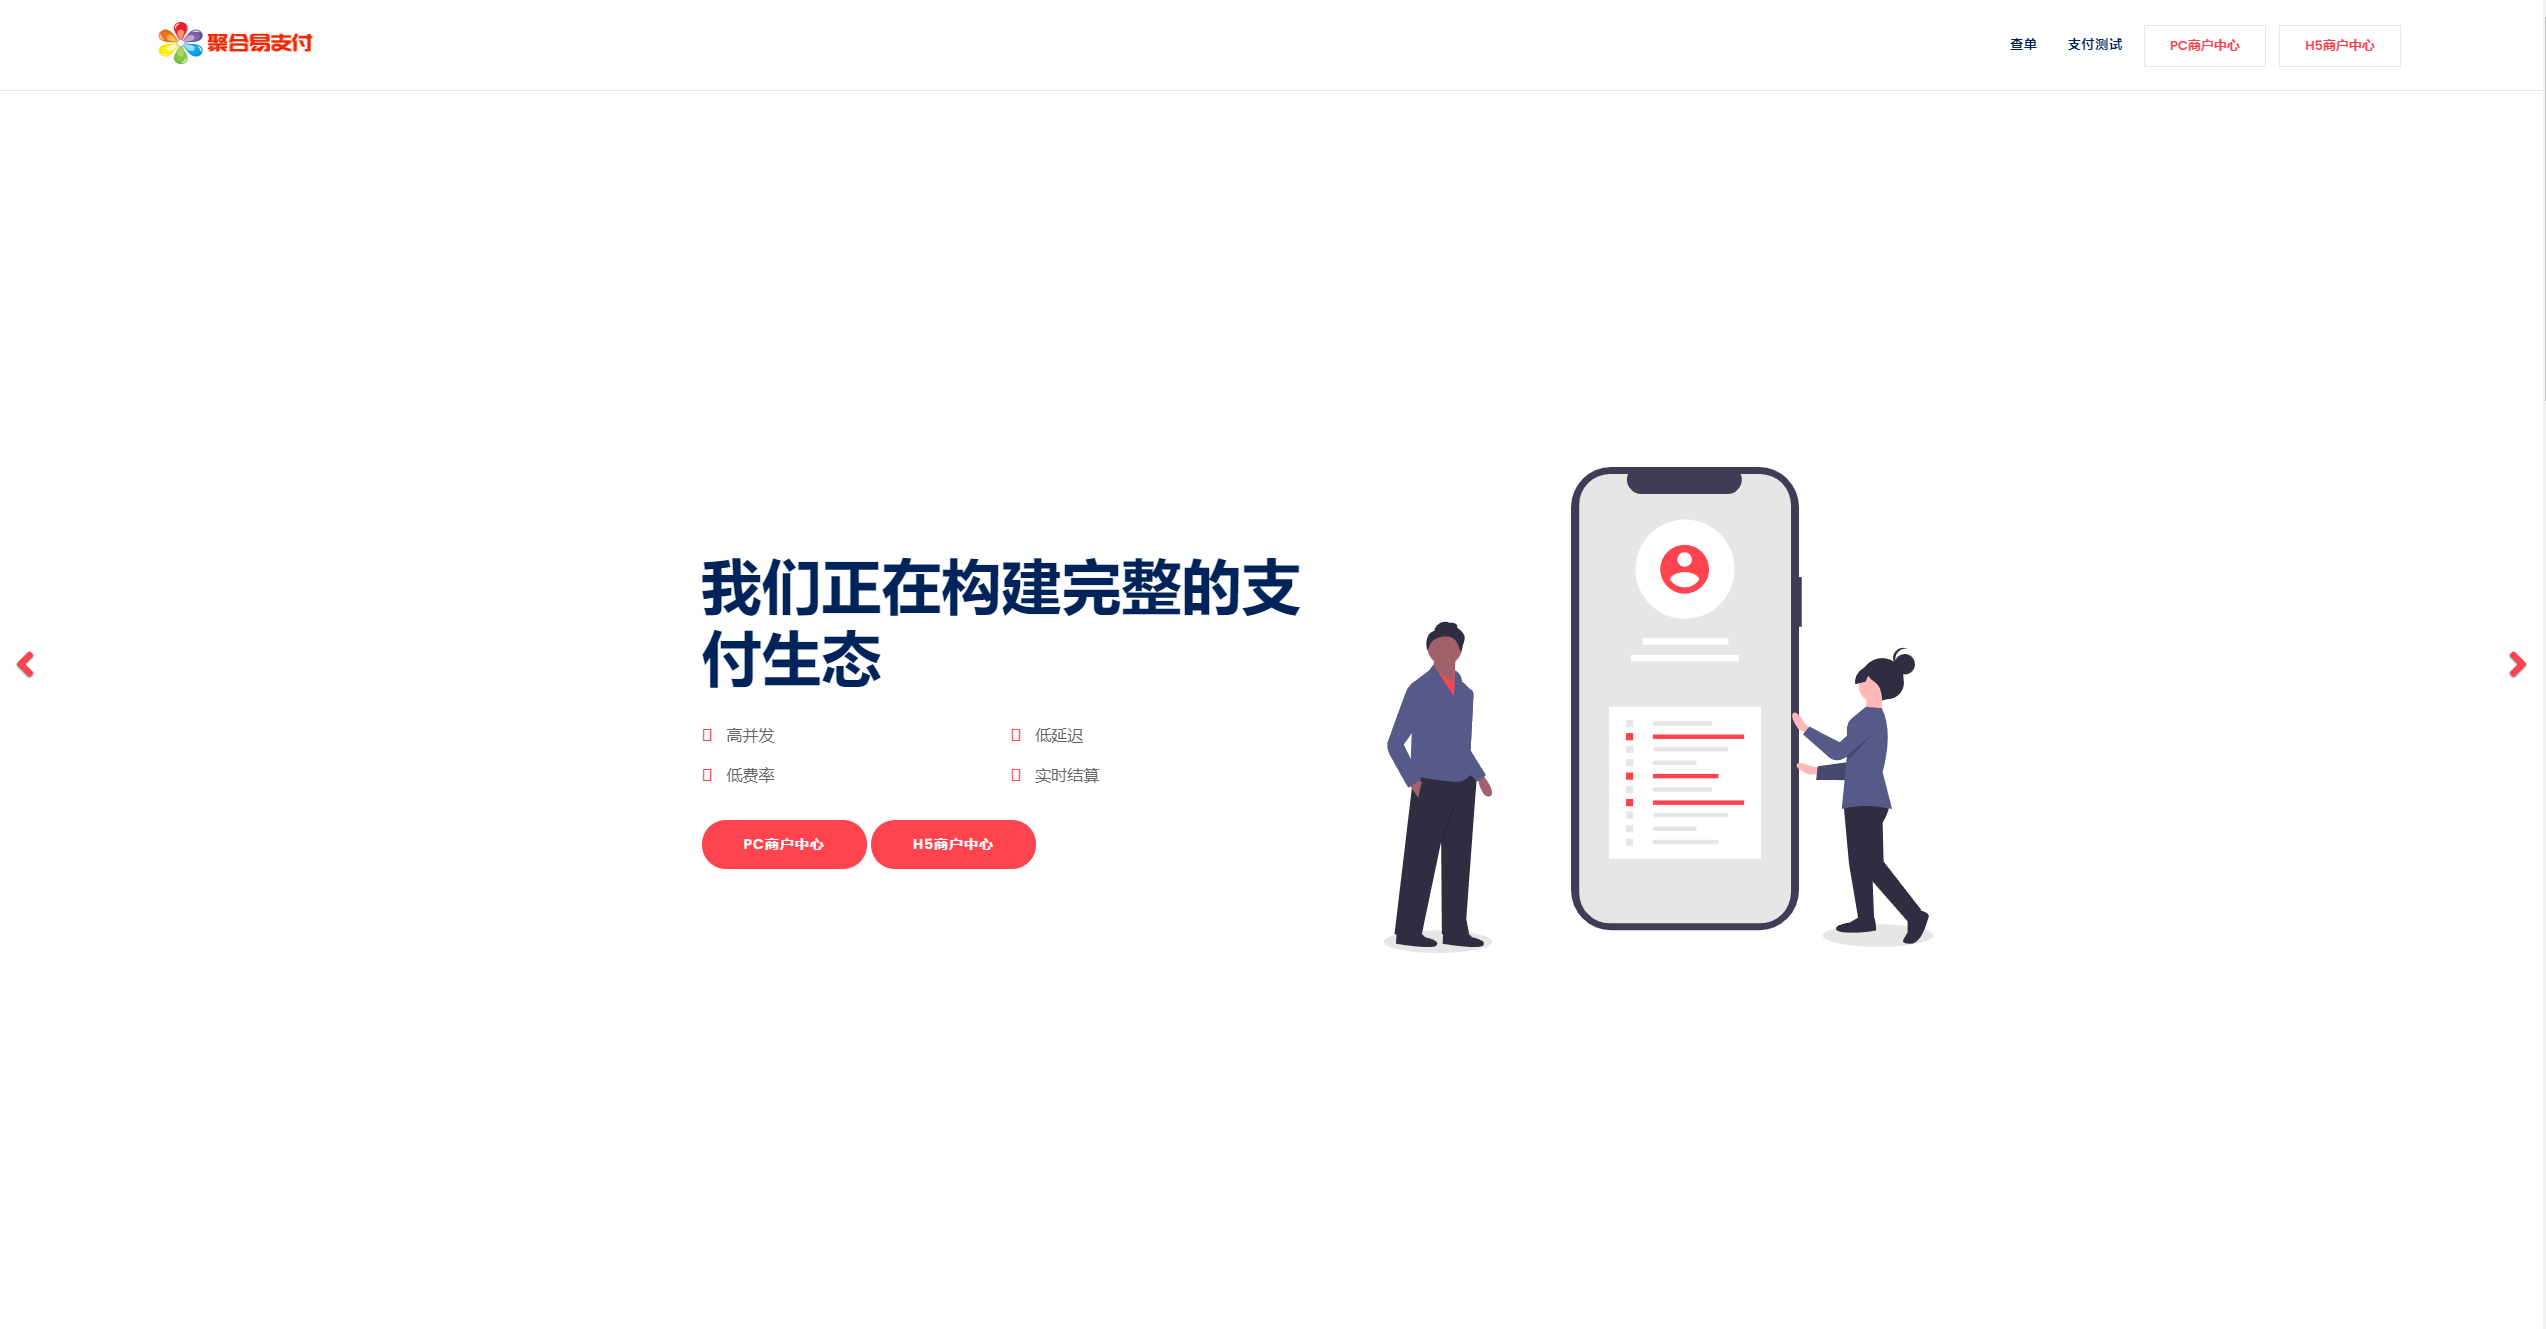 聚合易支付
查单
支付测试
PC商户中心
H5商户中心
我们正在构建完整的支
付生态
高并发
低延迟
低费率
实时结算
PC商户中心
H5商户中心